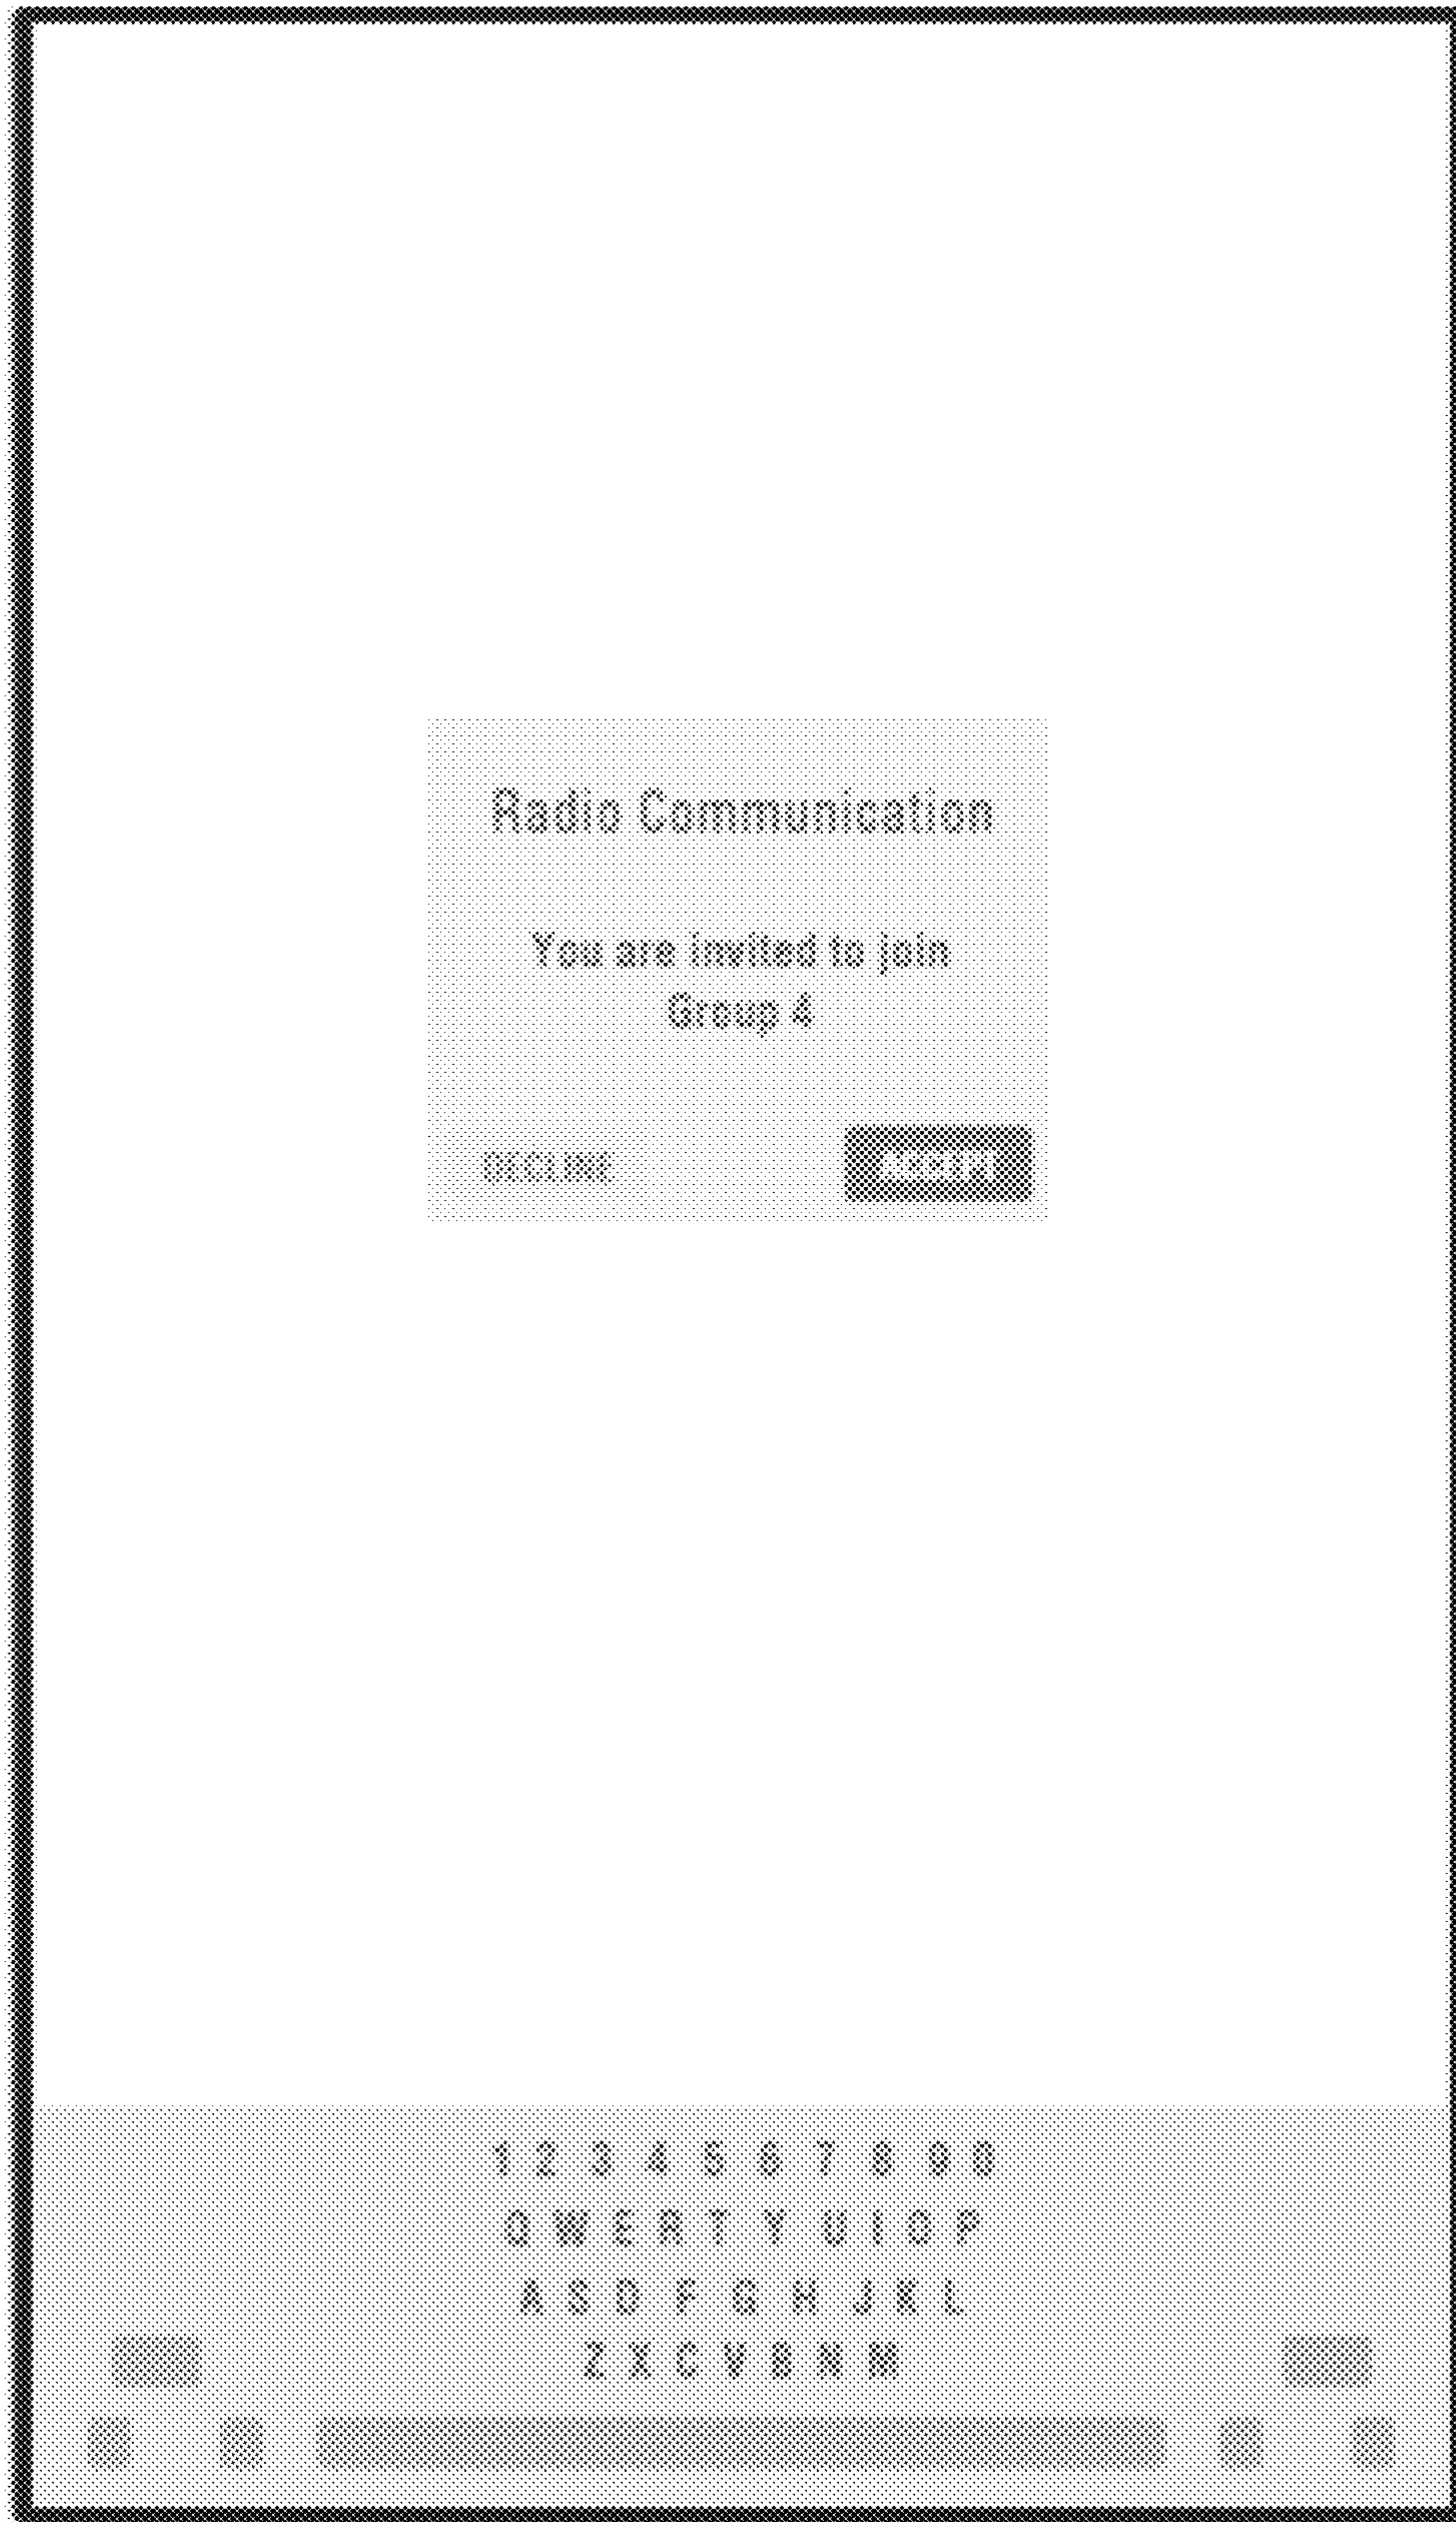 Radio Communication
You are invited to join
Group 4
DECLINE
1 2 3 4 5 6 7 8 9 0
Q W E R T Y U I O P
A S D F G H J K L
Z X C V B N M